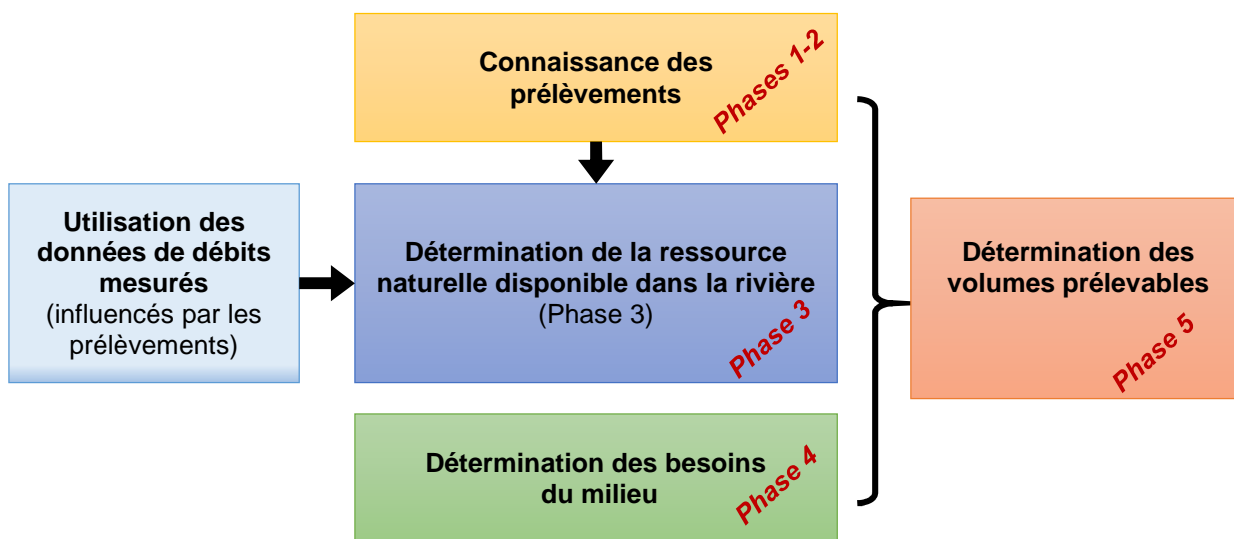 Connaissance des
prélèvements
Phases 1-2
Utilisation des
données de débits
mesurés
(influencés par les
prélèvements)
Détermination de la ressource
naturelle disponible dans la rivière
(Phase 3)
Phase 3
Détermination des
volumes prélevables
Phase 5
Détermination des besoins
du milieu
Phase 4